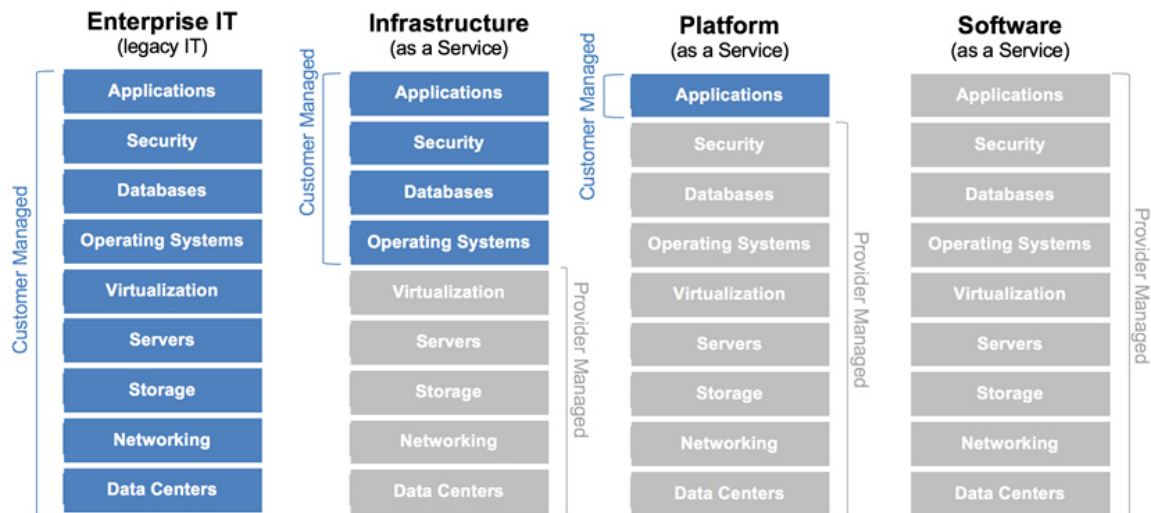 Enterprise IT
(legacy IT)
Customer Managed
Applications
Security
Databases
Operating Systems
Virtualization
Servers
Storage
Networking
Data Centers
Infrastructure
(as a Service)
Customer Managed
Applications
Security
Databases
Operating Systems
Virtualization
Servers
Storage
Networking
Data Centers
Provider Managed
Platform
(as a Service)
Customer Managed
Applications
Security
Databases
Operating Systems
Virtualization
Servers
Storage
Networking
Data Centers
Provider Managed
Software
(as a Service)
Applications
Security
Databases
Operating Systems
Virtualization
Servers
Storage
Networking
Data Centers
Provider Managed